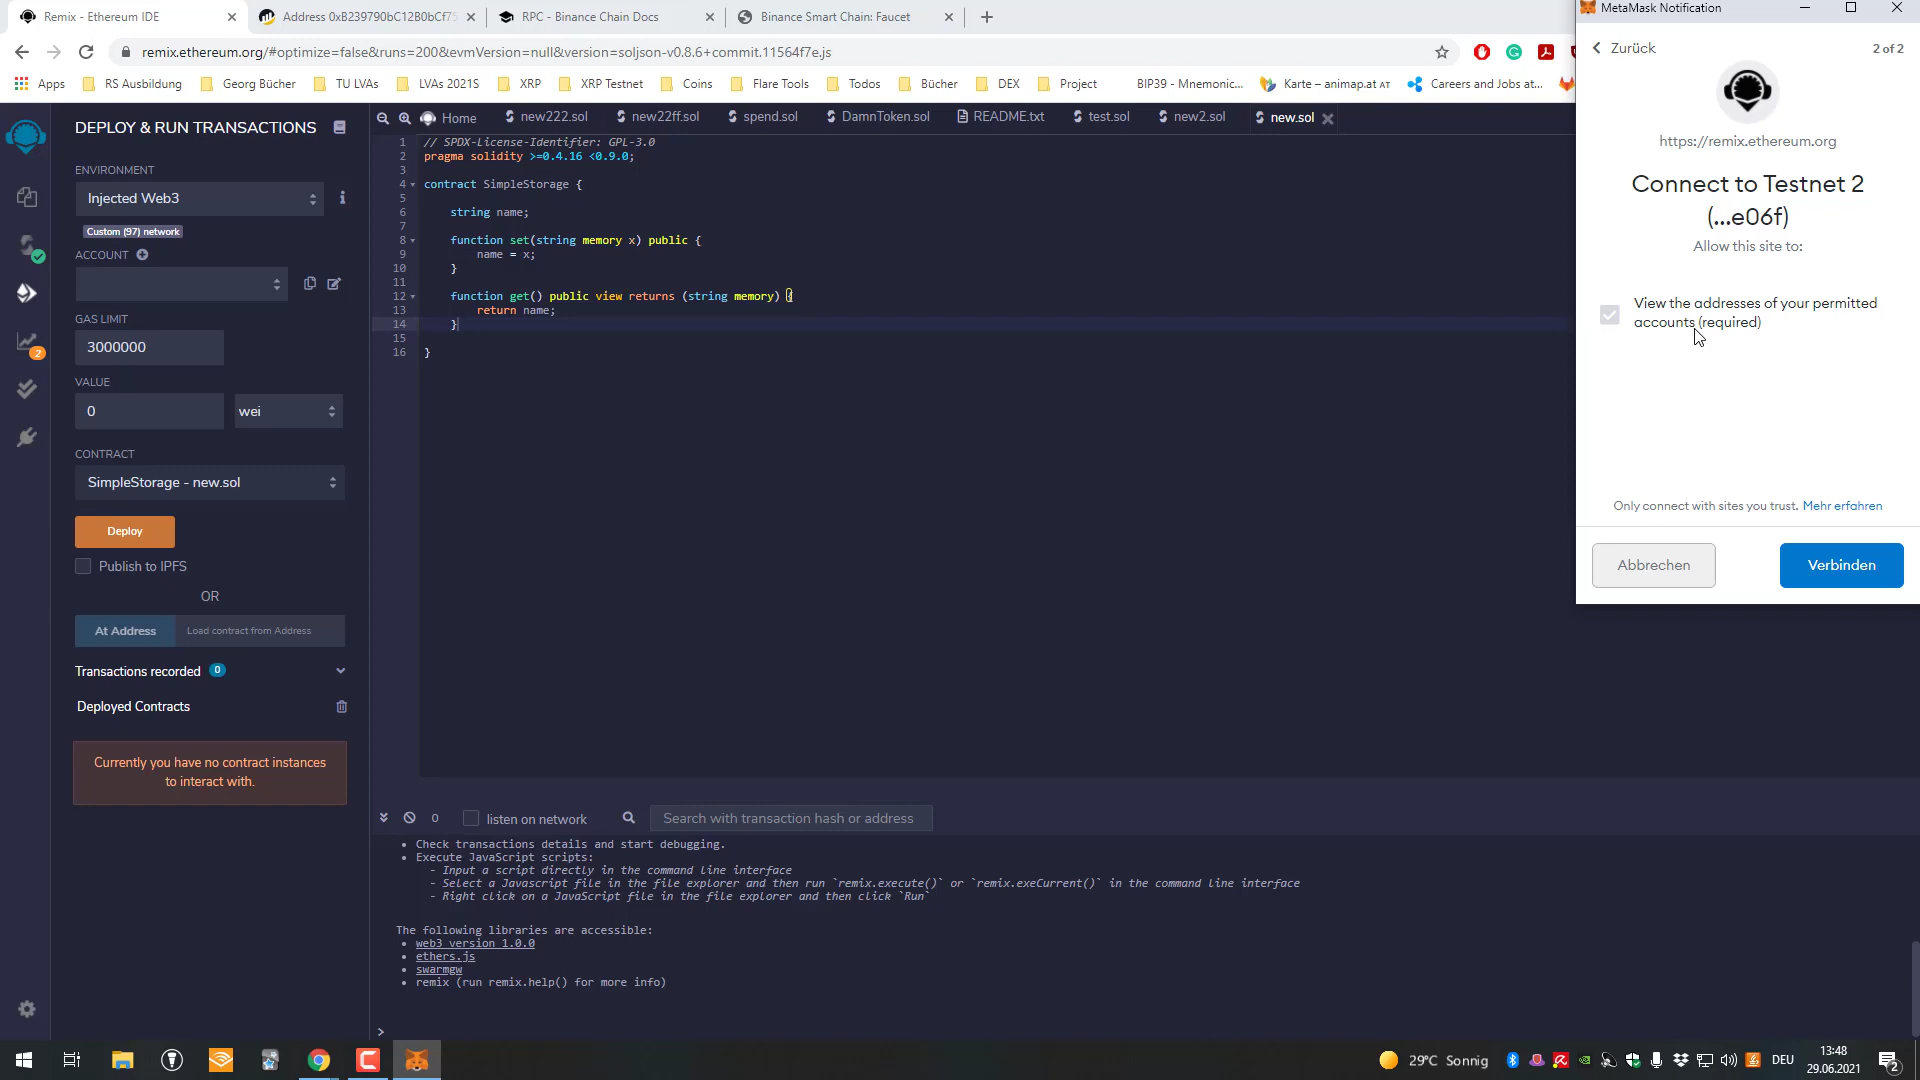 Remix - Ethereum IDE
Address 0xB239790bC12B0bCf75
RPC - Binance Chain Docs
Binance Smart Chain: Faucet
remix.ethereum.org/#optimize=false&runs=200&evmVersion=null&version=soljson-v0.8.6+commit.11564f7e.js
Apps
RS Ausbildung
Georg Bücher
TU LVAs
LVAs 2021S
XRP
XRP Testnet
Coins
Flare Tools
Todos
Bücher
DEX
Project
BIP39 - Mnemonic...
Karte – animap.at AT
Careers and Jobs at...
DEPLOY & RUN TRANSACTIONS
ENVIRONMENT
Injected Web3
Custom (97) network
ACCOUNT
GAS LIMIT
3000000
VALUE
0
wei
CONTRACT
SimpleStorage - new.sol
Deploy
Publish to IPFS
OR
At Address
Load contract from Address
Transactions recorded 0
Deployed Contracts
Currently you have no contract instances
to interact with.
2
Home
new222.sol
new22ff.sol
spend.sol
DamnToken.sol
README.txt
test.sol
new2.sol
new.sol
1 // SPDX-License-Identifier: GPL-3.0
2 pragma solidity >=0.4.16 <0.9.0;
3
4 contract SimpleStorage {
5
6 string name;
7
8 function set(string memory x) public {
9 name = x;
10 }
11
12 function get() public view returns (string memory) {
13 return name;
14 }
15
16 }
0
listen on network
Search with transaction hash or address
• Check transactions details and start debugging.
• Execute JavaScript scripts:
- Input a script directly in the command line interface
- Select a Javascript file in the file explorer and then run `remix.execute()` or `remix.exeCurrent()` in the command line interface
- Right click on a JavaScript file in the file explorer and then click `Run`
The following libraries are accessible:
• web3 version 1.0.0
• ethers.js
• swarmgw
• remix (run remix.help() for more info)
>
MetaMask Notification
Zurück
2 of 2
https://remix.ethereum.org
Connect to Testnet 2
(...e06f)
Allow this site to:
View the addresses of your permitted
accounts (required)
Only connect with sites you trust. Mehr erfahren
Abbrechen
Verbinden
29°C Sonnig
DEU
13:48
29.06.2021
2